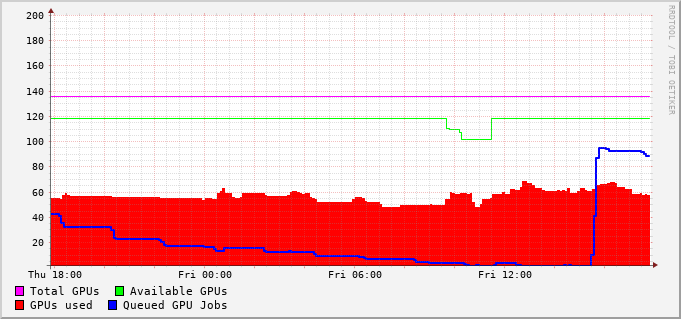 200
180
160
140
120
100
80
60
40
20
Thu 18:00 Fri 00:00 Fri 06:00 Fri 12:00
Total GPUs Available GPUs
GPUs used Queued GPU Jobs
RRDTOOL / TOBI OETIKER